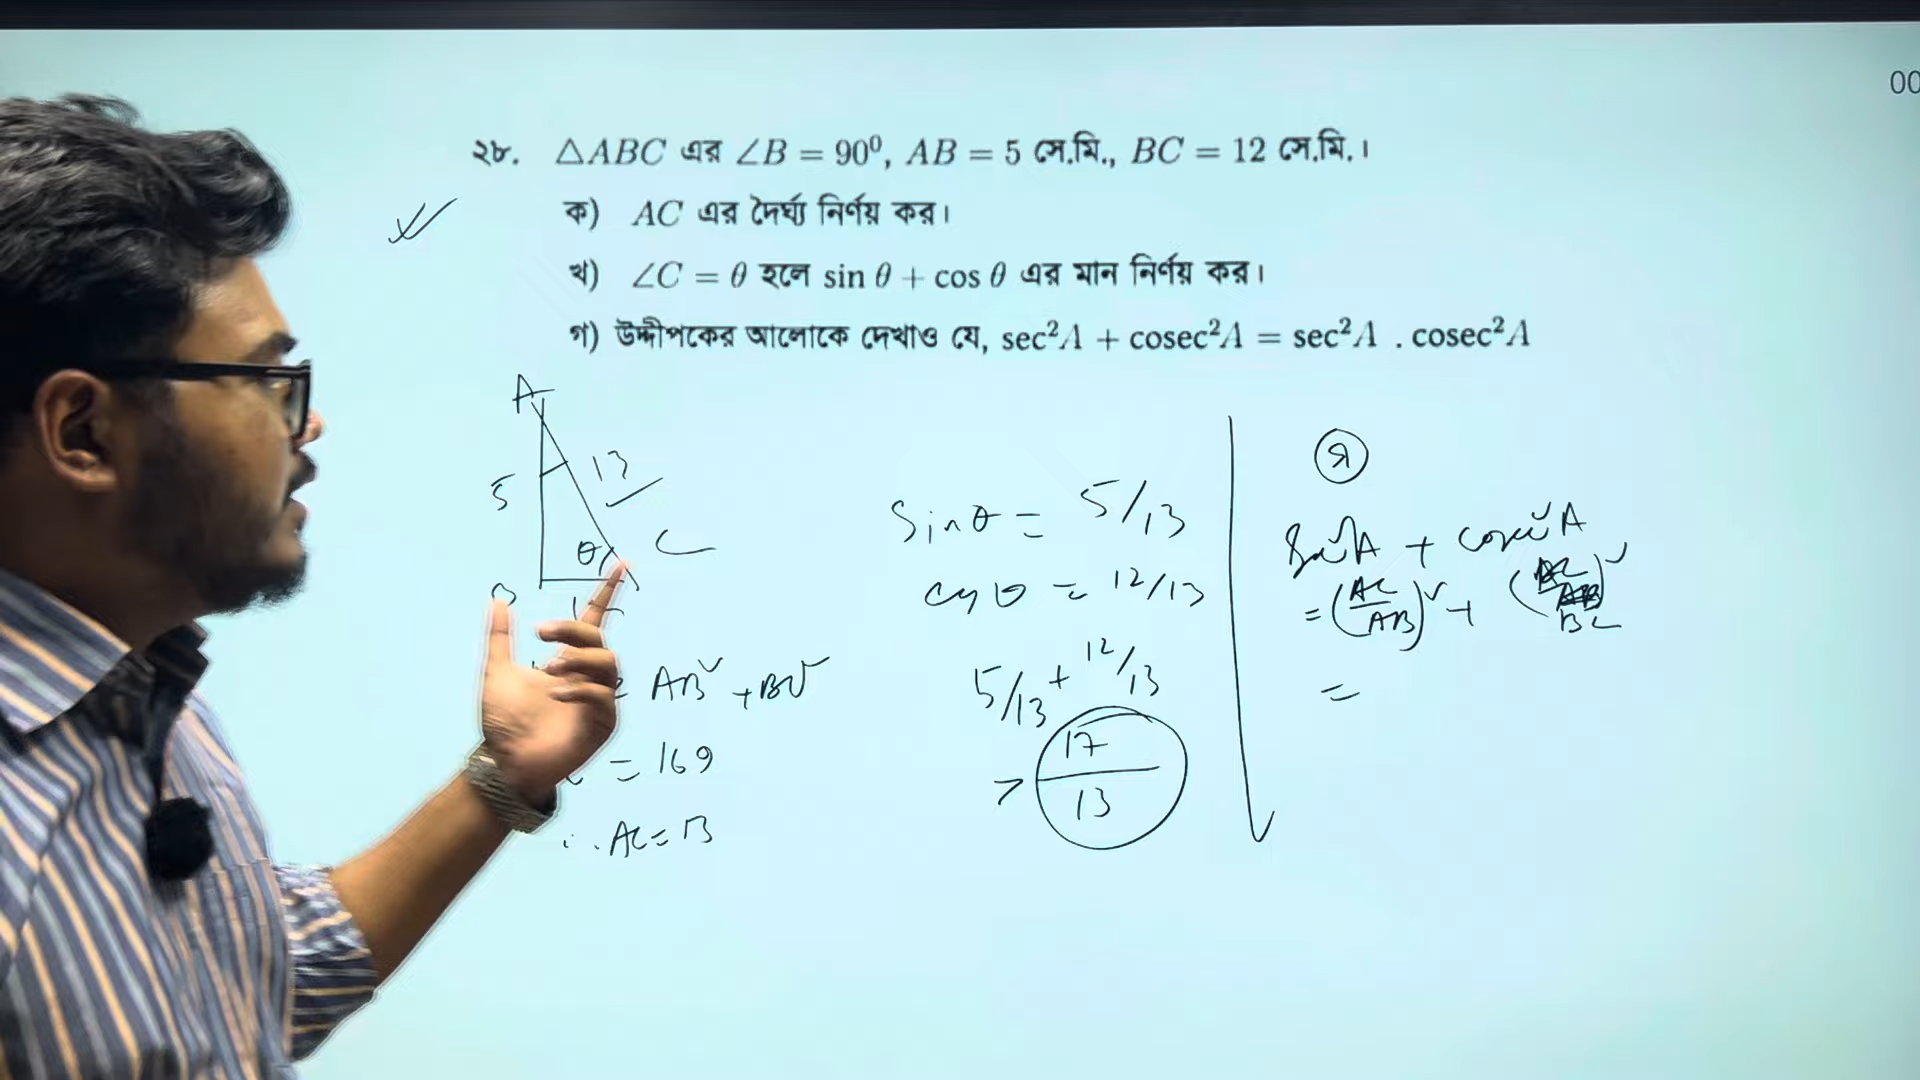 00
২৮. △ABC এর ∠B = 90⁰, AB = 5 সে.মি., BC = 12 সে.মি.।
ক) AC এর দৈর্ঘ্য নির্ণয় কর।
খ) ∠C = θ হলে sin θ + cos θ এর মান নির্ণয় কর।
গ) উদ্দীপকের আলোকে দেখাও যে, sec²A + cosec²A = sec²A . cosec²A
A
5
13
θ
C
B
= AB² + BC²
= 169
∴ AC = 13
sinθ = 5/13
cosθ = 12/13
5/13 + 12/13
17
13
গ
sec²A + cosec²A
= (AC/AB)² + (
BC
)²
=